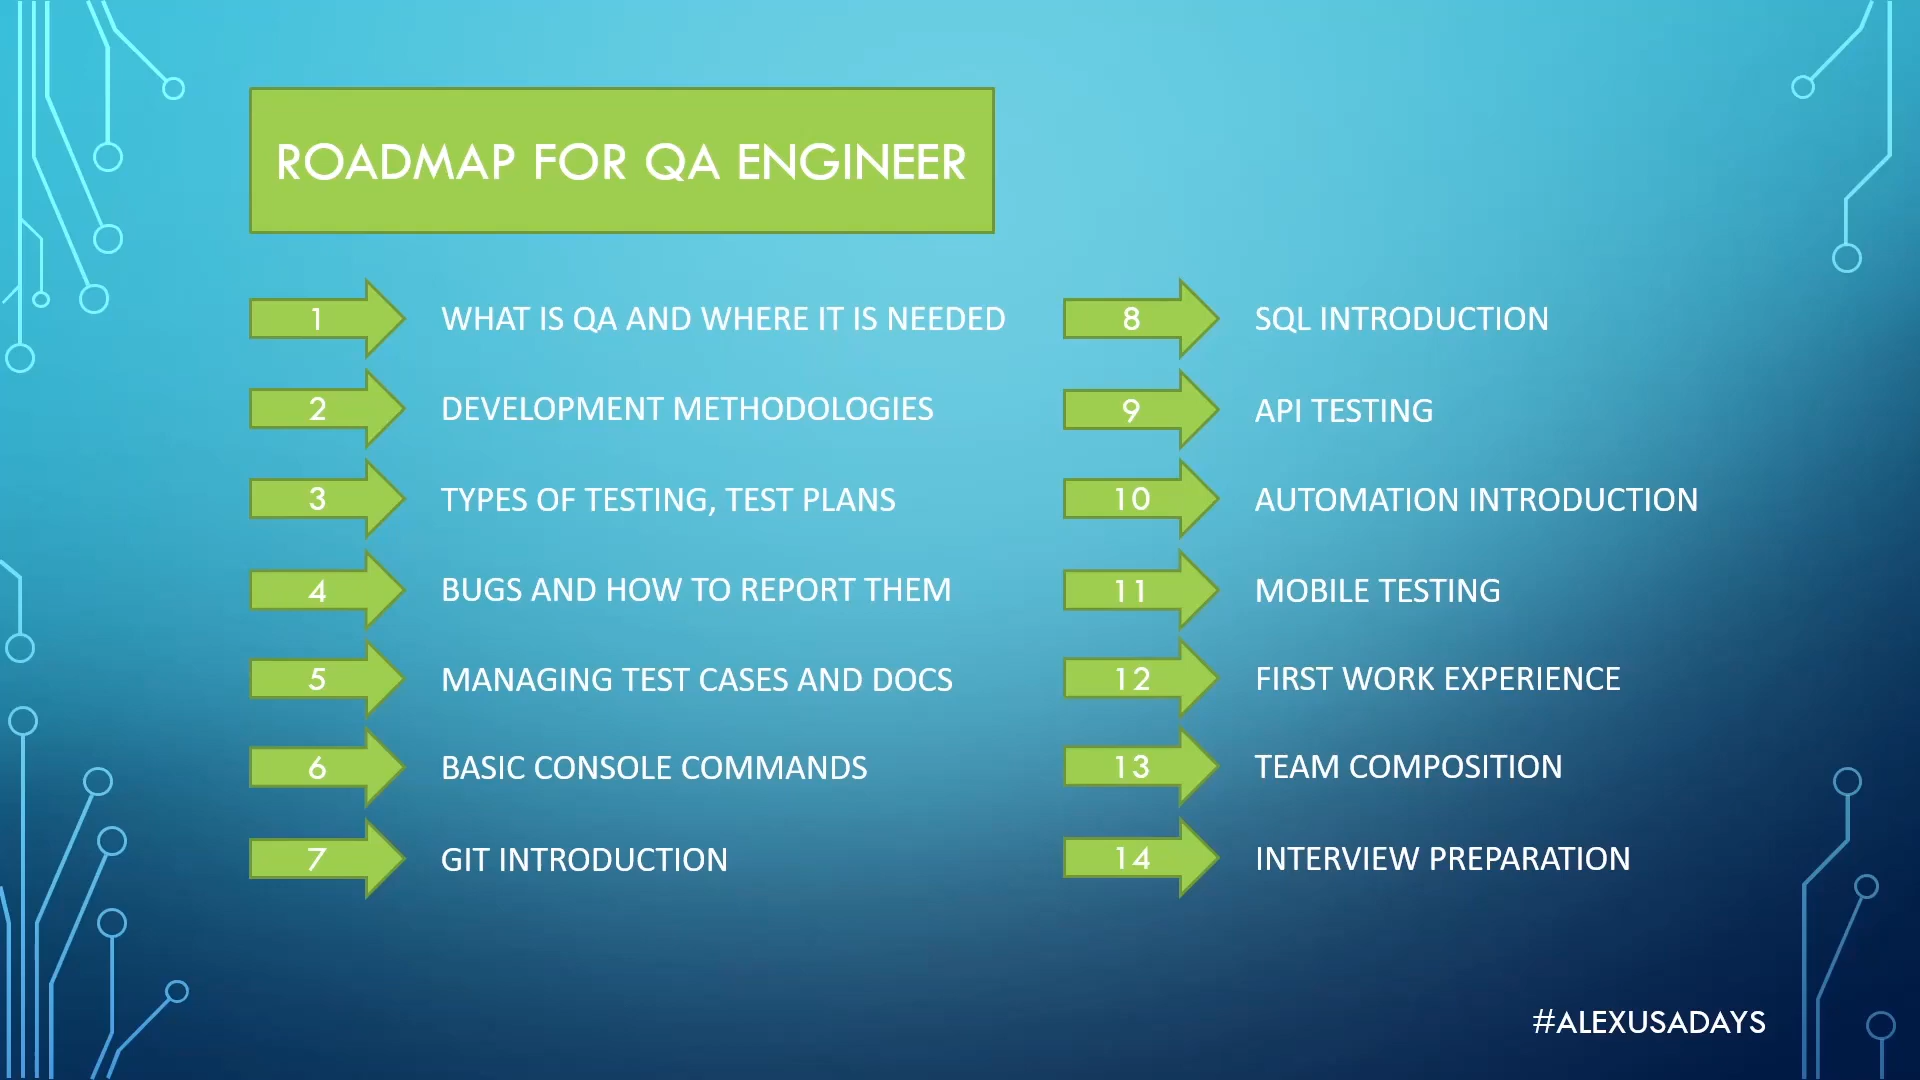 ROADMAP FOR QA ENGINEER
1 WHAT IS QA AND WHERE IT IS NEEDED
2 DEVELOPMENT METHODOLOGIES
3 TYPES OF TESTING, TEST PLANS
4 BUGS AND HOW TO REPORT THEM
5 MANAGING TEST CASES AND DOCS
6 BASIC CONSOLE COMMANDS
7 GIT INTRODUCTION
8 SQL INTRODUCTION
9 API TESTING
10 AUTOMATION INTRODUCTION
11 MOBILE TESTING
12 FIRST WORK EXPERIENCE
13 TEAM COMPOSITION
14 INTERVIEW PREPARATION
#ALEXUSADAYS